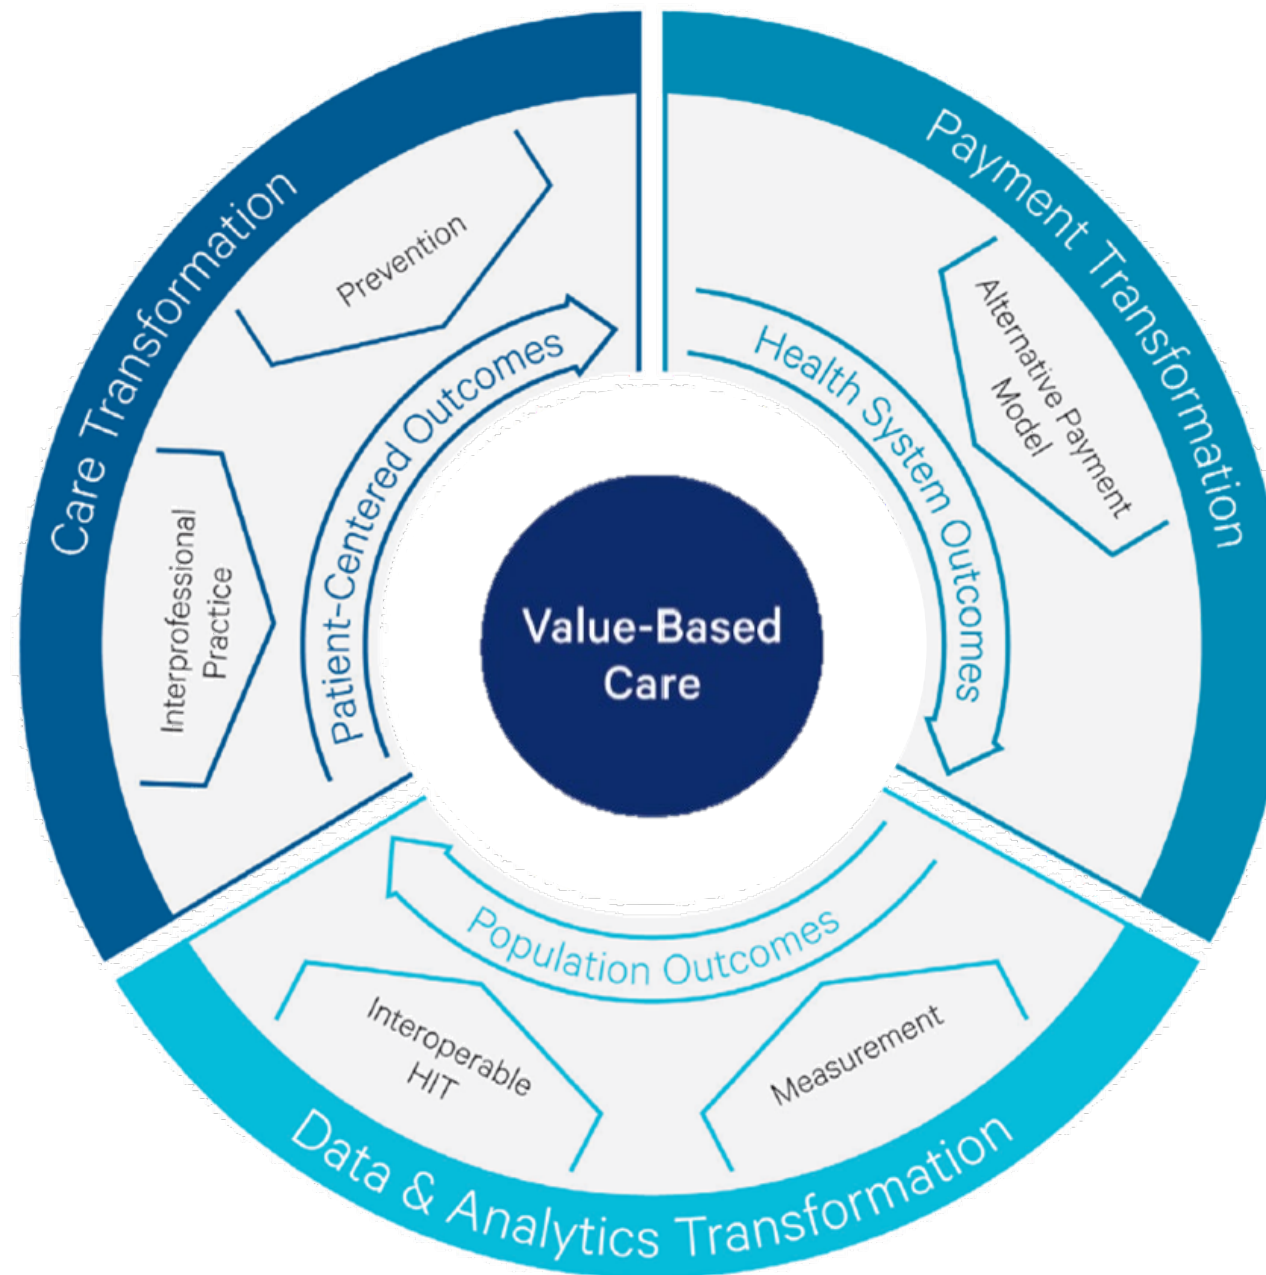 Care Transformation
Prevention
Interprofessional
Practice
Patient-Centered Outcomes
Payment Transformation
Alternative Payment
Model
Health System Outcomes
Value-Based
Care
Population Outcomes
Interoperable
HIT
Measurement
Data & Analytics Transformation